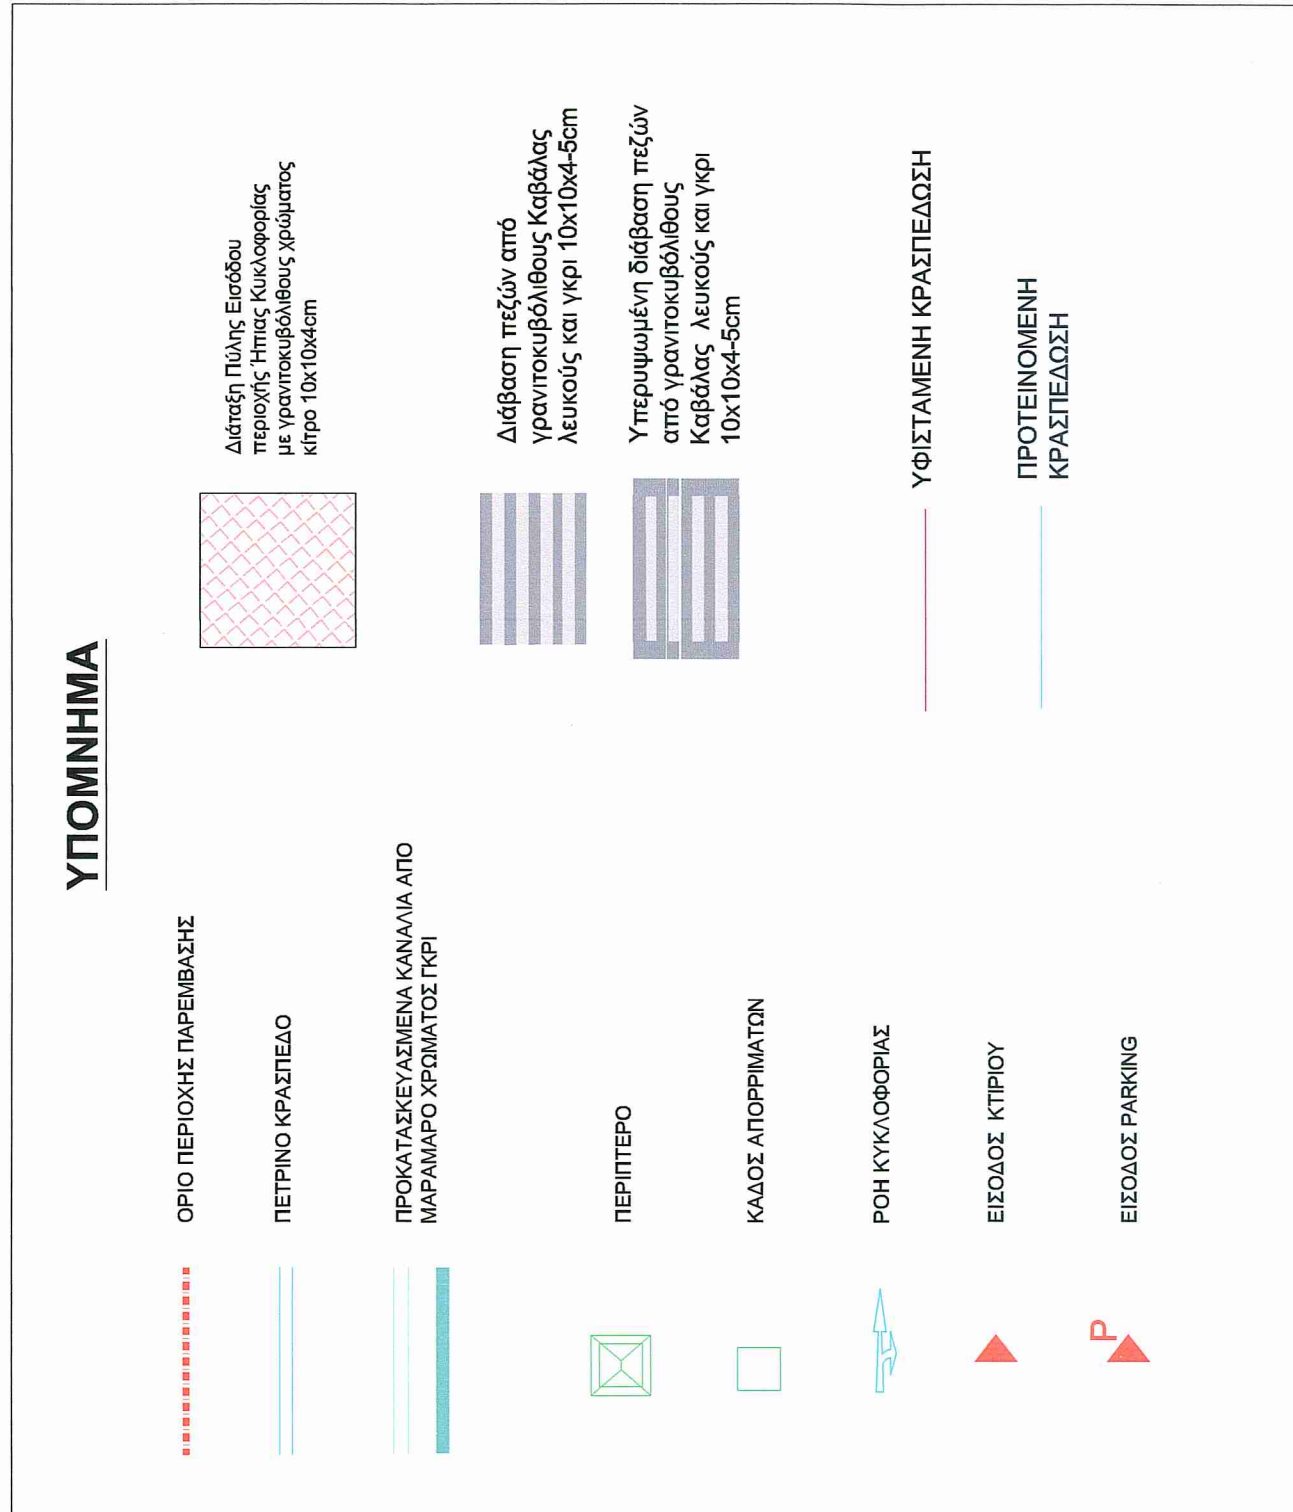 ΥΠΟΜΝΗΜΑ
ΟΡΙΟ ΠΕΡΙΟΧΗΣ ΠΑΡΕΜΒΑΣΗΣ
ΠΕΤΡΙΝΟ ΚΡΑΣΠΕΔΟ
ΠΡΟΚΑΤΑΣΚΕΥΑΣΜΕΝΑ ΚΑΝΑΛΙΑ ΑΠΟ
ΜΑΡΑΜΑΡΟ ΧΡΩΜΑΤΟΣ ΓΚΡΙ
ΠΕΡΙΠΤΕΡΟ
ΚΑΔΟΣ ΑΠΟΡΡΙΜΑΤΩΝ
ΡΟΗ ΚΥΚΛΟΦΟΡΙΑΣ
ΕΙΣΟΔΟΣ ΚΤΙΡΙΟΥ
P
ΕΙΣΟΔΟΣ PARKING
Διάταξη Πύλης Εισόδου
περιοχής Ήπιας Κυκλοφορίας
με γρανιτοκυβόλιθους χρώματος
κίτρο 10x10x4cm
Διάβαση πεζών από
γρανιτοκυβόλιθους Καβάλας
λευκούς και γκρι 10x10x4-5cm
Υπερυψωμένη διάβαση πεζών
από γρανιτοκυβόλιθους
Καβάλας λευκούς και γκρι
10x10x4-5cm
ΥΦΙΣΤΑΜΕΝΗ ΚΡΑΣΠΕΔΩΣΗ
ΠΡΟΤΕΙΝΟΜΕΝΗ
ΚΡΑΣΠΕΔΩΣΗ